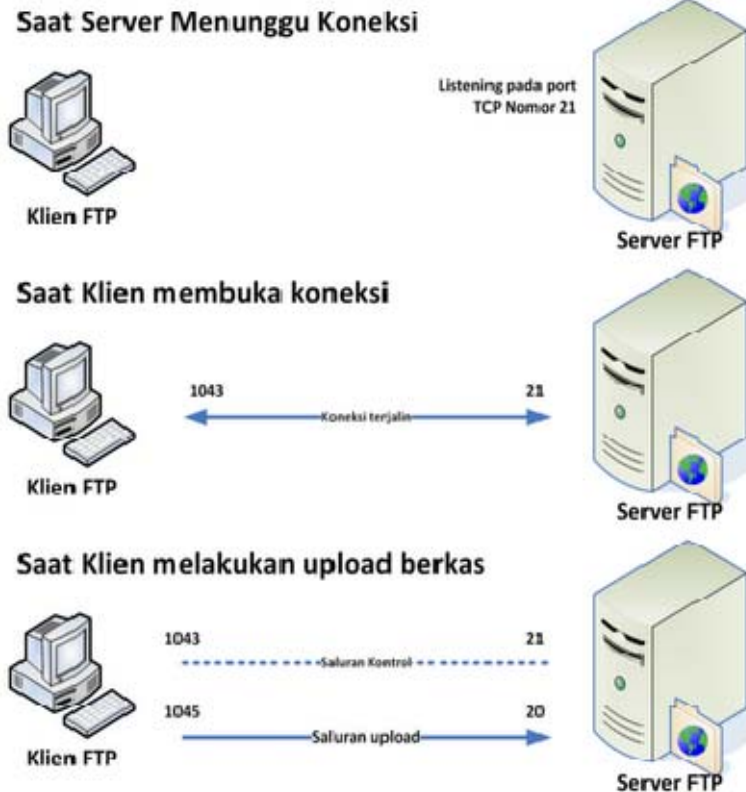 Saat Server Menunggu Koneksi
Listening pada port
TCP Nomor 21
Klien FTP
Server FTP
Saat Klien membuka koneksi
1043
21
Koneksi terjalin
Klien FTP
Server FTP
Saat Klien melakukan upload berkas
1043
21
Saluran Kontrol
1045
20
Saluran upload
Klien FTP
Server FTP